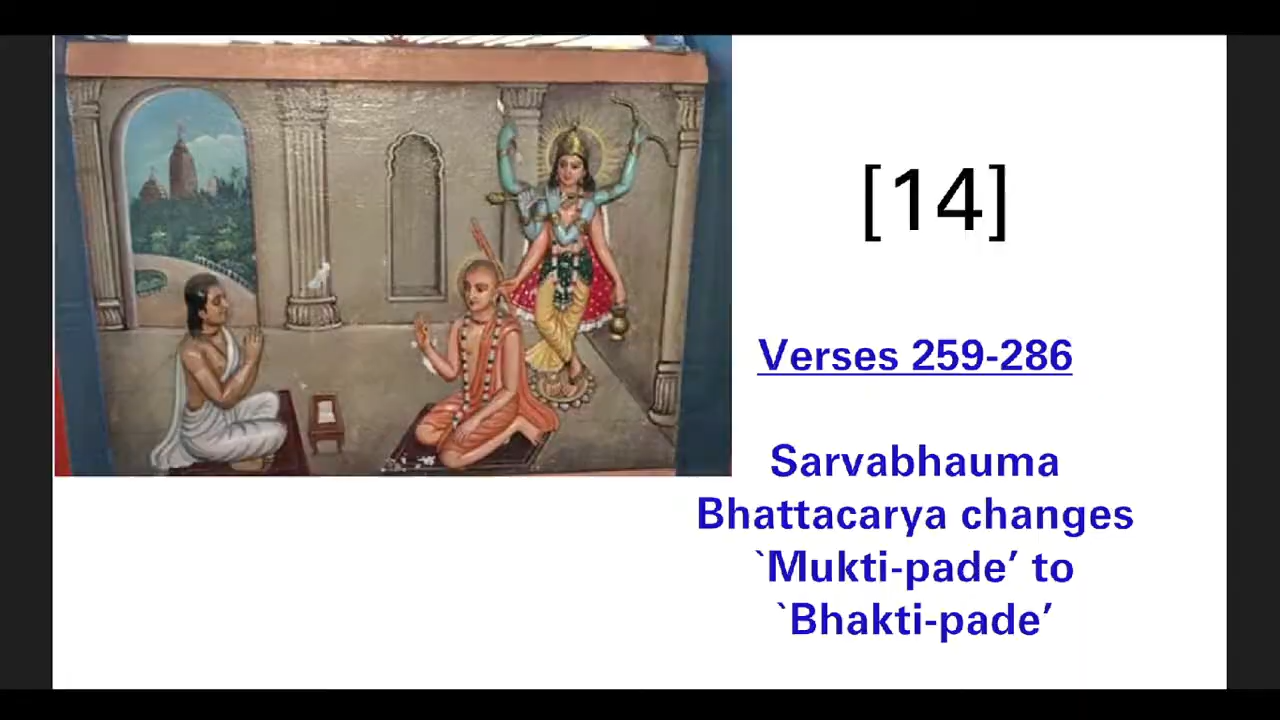 [14]
Verses 259-286
Sarvabhauma
Bhattacarya changes
`Mukti-pade’ to
`Bhakti-pade’